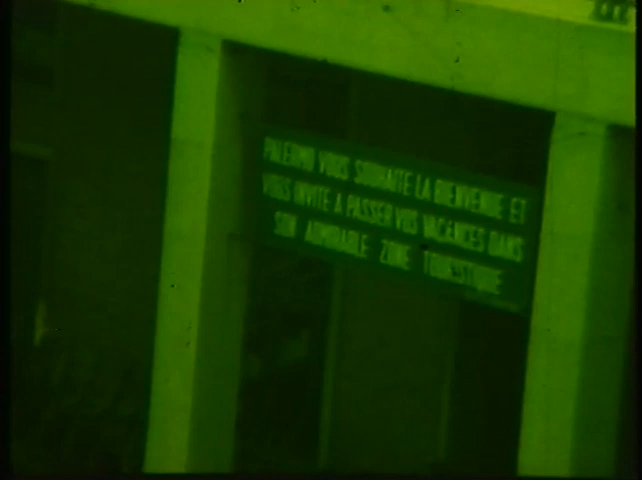 PALERMO VOUS SOUHAITE LA BIENVENUE ET
VOUS INVITE A PASSER VOS VACANCES DANS
SON ADMIRABLE ZONE TOURISTIQUE